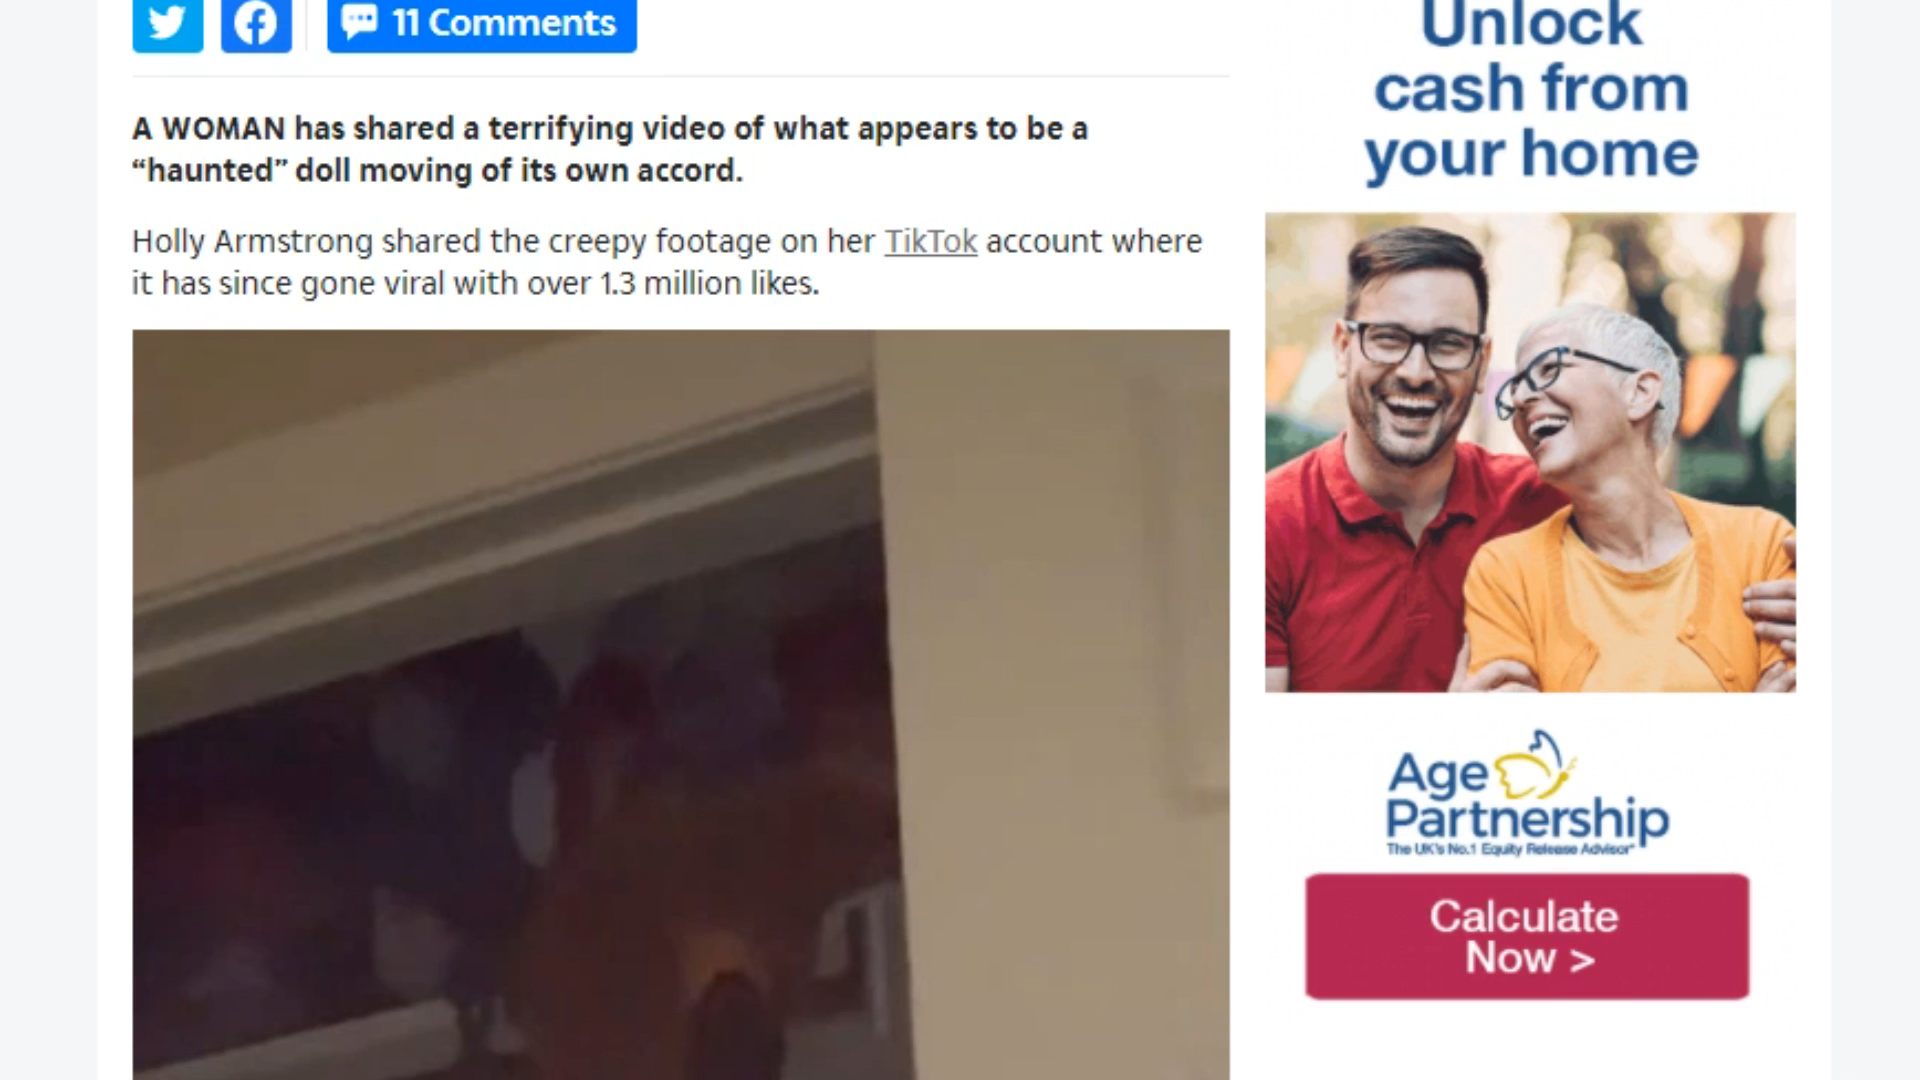 11 Comments
A WOMAN has shared a terrifying video of what appears to be a
“haunted” doll moving of its own accord.
Holly Armstrong shared the creepy footage on her TikTok account where
it has since gone viral with over 1.3 million likes.
Unlock
cash from
your home
Age
Partnership
The UK's No.1 Equity Release Advisor*
Calculate
Now >